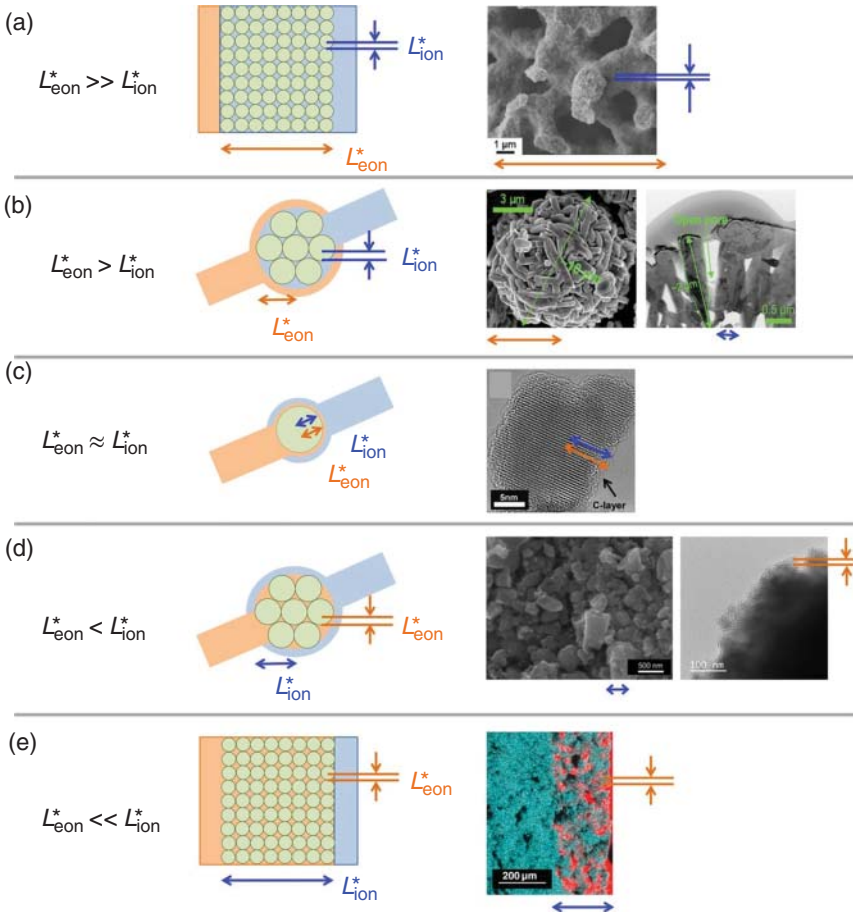 (a)
L*eon >> L*ion
L*ion
L*eon
1 µm
(b)
L*eon > L*ion
L*ion
L*eon
3 µm
0.5 µm
(c)
L*eon ≈ L*ion
L*ion
L*eon
5nm
C-layer
(d)
L*eon < L*ion
L*eon
L*ion
500 nm
100 nm
(e)
L*eon << L*ion
L*eon
L*ion
200 µm